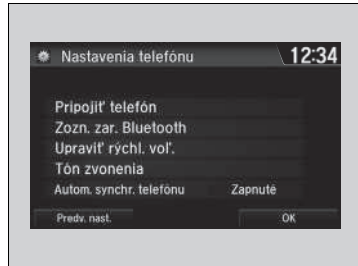 Nastavenia telefónu
12:34
Pripojiť telefón
Zozn. zar. Bluetooth
Upraviť rýchl. voľ.
Tón zvonenia
Autom. synchr. telefónu Zapnuté
Predv. nast. OK